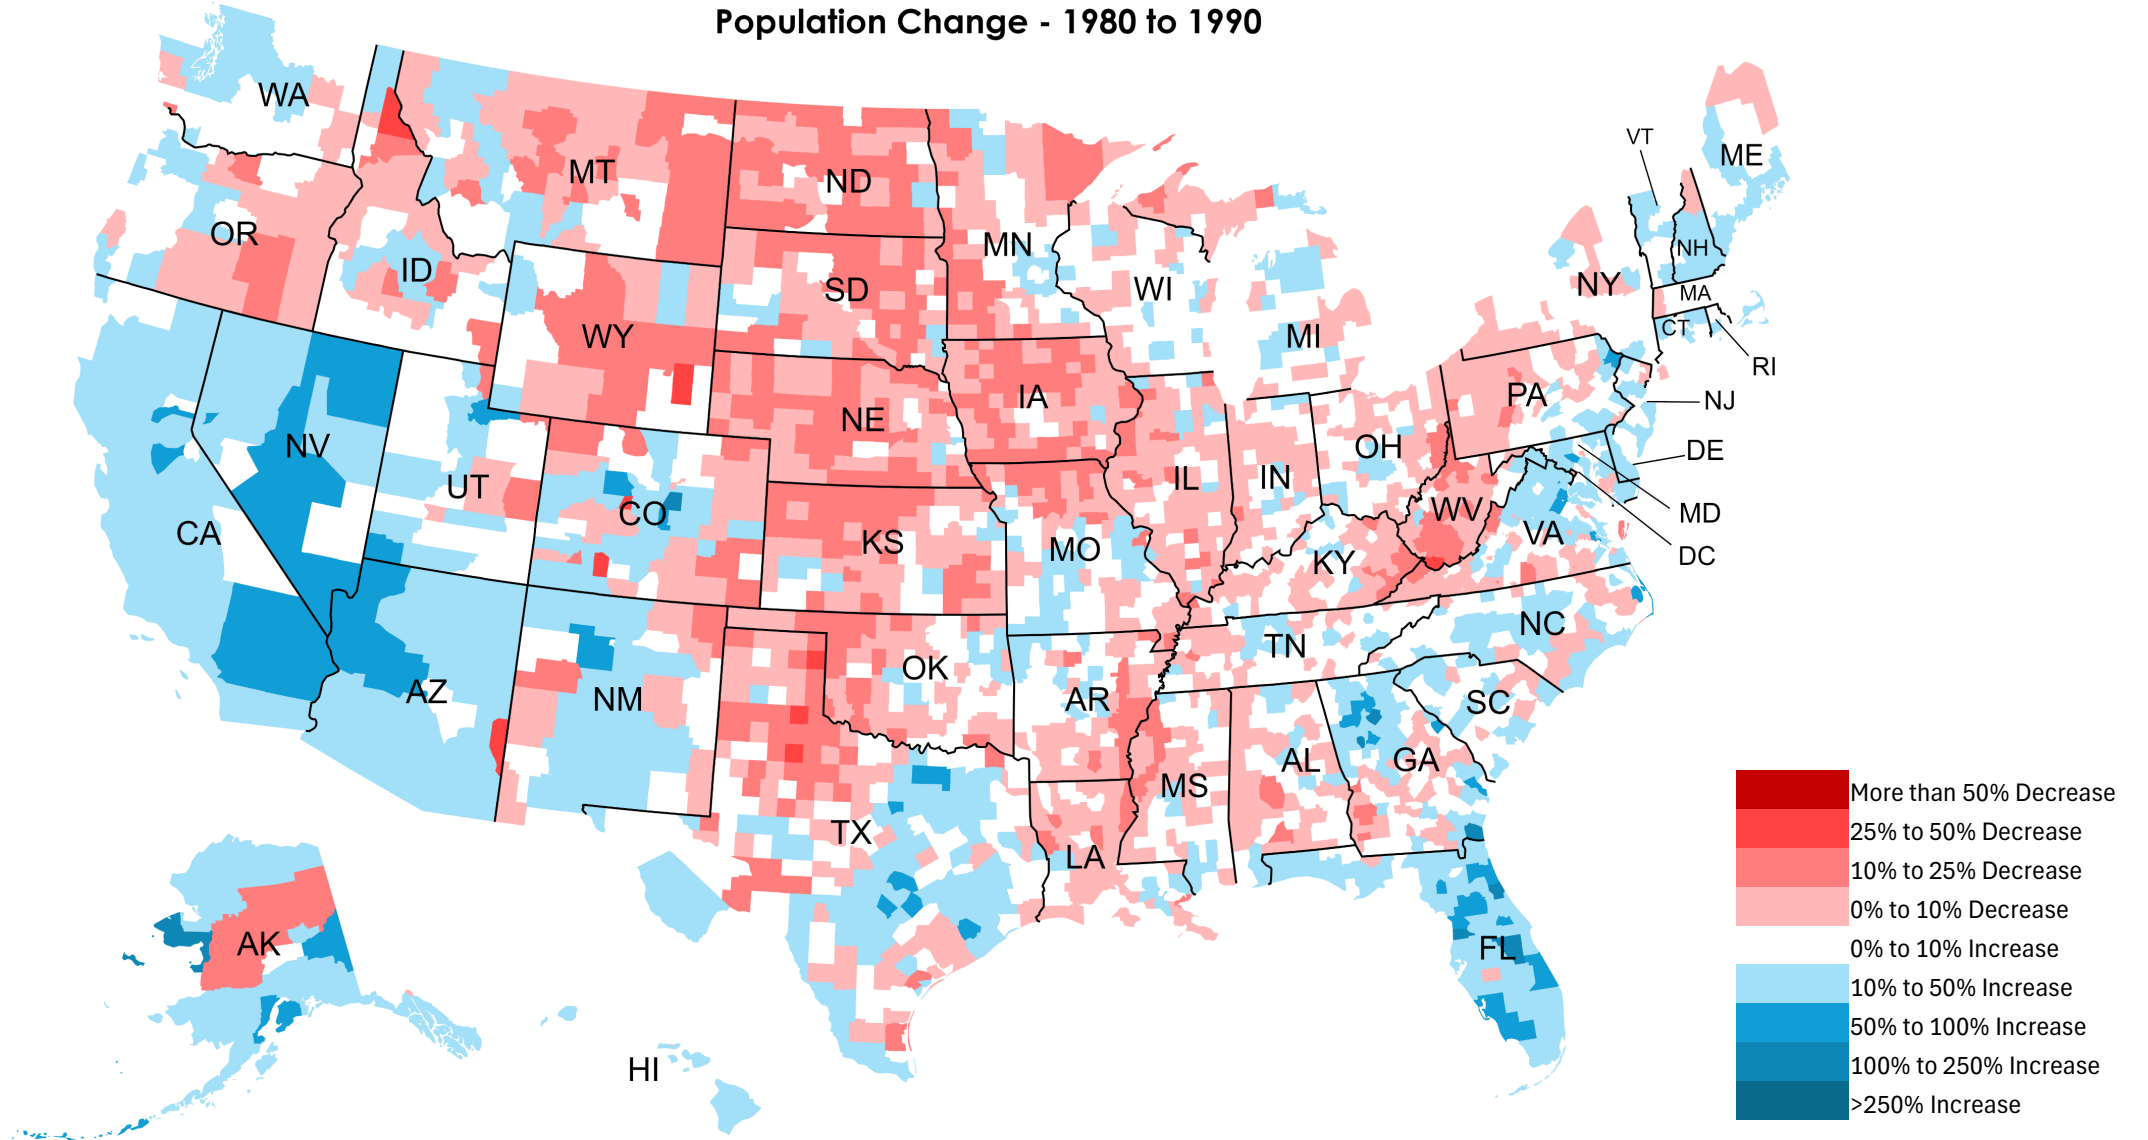 Population Change - 1980 to 1990
WA
MT
ND
MN
VT
ME
OR
ID
SD
WI
NY
NH
MA
WY
MI
CT
RI
NE
IA
PA
NJ
NV
UT
CO
IL
IN
OH
DE
CA
KS
MO
KY
WV
VA
MD
DC
AZ
NM
OK
AR
TN
NC
SC
TX
LA
MS
AL
GA
FL
AK
HI
More than 50% Decrease
25% to 50% Decrease
10% to 25% Decrease
0% to 10% Decrease
0% to 10% Increase
10% to 50% Increase
50% to 100% Increase
100% to 250% Increase
>250% Increase